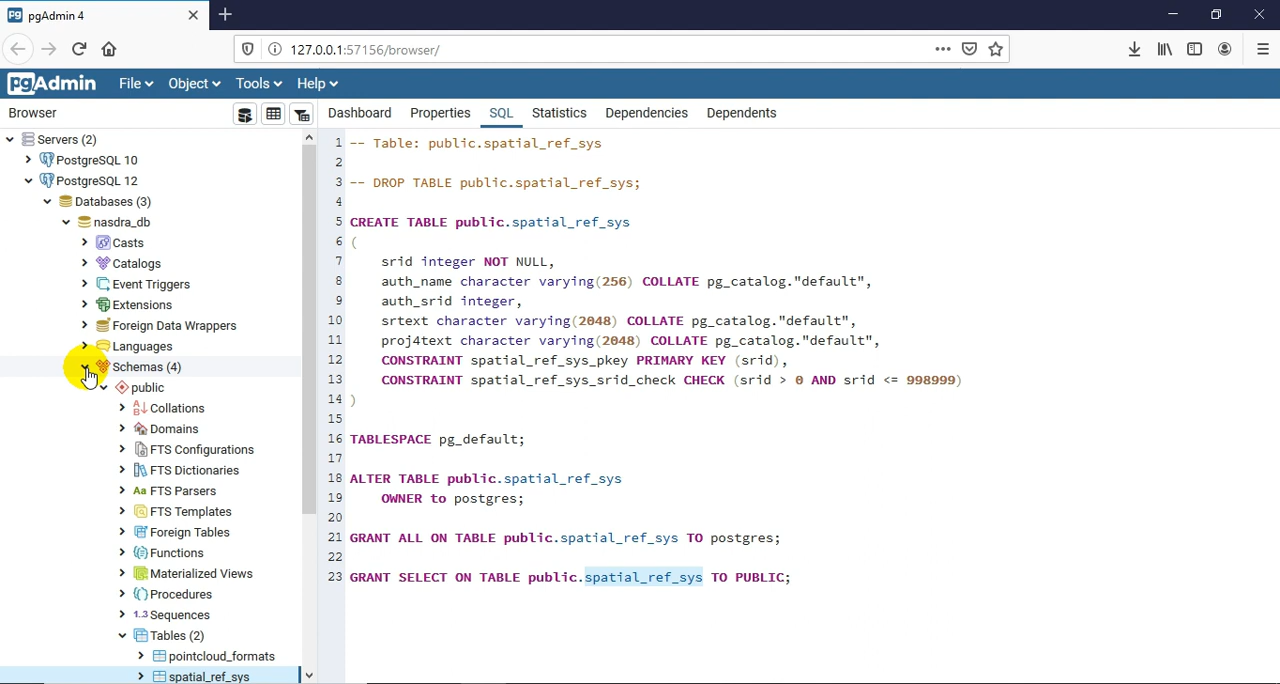 pgAdmin 4
127.0.0.1:57156/browser/
pgAdmin File Object Tools Help
Browser Dashboard Properties SQL Statistics Dependencies Dependents
Servers (2)
PostgreSQL 10
PostgreSQL 12
Databases (3)
nasdra_db
Casts
Catalogs
Event Triggers
Extensions
Foreign Data Wrappers
Languages
Schemas (4)
public
Collations
Domains
FTS Configurations
FTS Dictionaries
Aa FTS Parsers
FTS Templates
Foreign Tables
Functions
Materialized Views
Procedures
1.3 Sequences
Tables (2)
pointcloud_formats
spatial_ref_sys
1 -- Table: public.spatial_ref_sys
2
3 -- DROP TABLE public.spatial_ref_sys;
4
5 CREATE TABLE public.spatial_ref_sys
6 (
7 srid integer NOT NULL,
8 auth_name character varying(256) COLLATE pg_catalog."default",
9 auth_srid integer,
10 srtext character varying(2048) COLLATE pg_catalog."default",
11 proj4text character varying(2048) COLLATE pg_catalog."default",
12 CONSTRAINT spatial_ref_sys_pkey PRIMARY KEY (srid),
13 CONSTRAINT spatial_ref_sys_srid_check CHECK (srid > 0 AND srid <= 998999)
14 )
15
16 TABLESPACE pg_default;
17
18 ALTER TABLE public.spatial_ref_sys
19 OWNER to postgres;
20
21 GRANT ALL ON TABLE public.spatial_ref_sys TO postgres;
22
23 GRANT SELECT ON TABLE public.spatial_ref_sys TO PUBLIC;